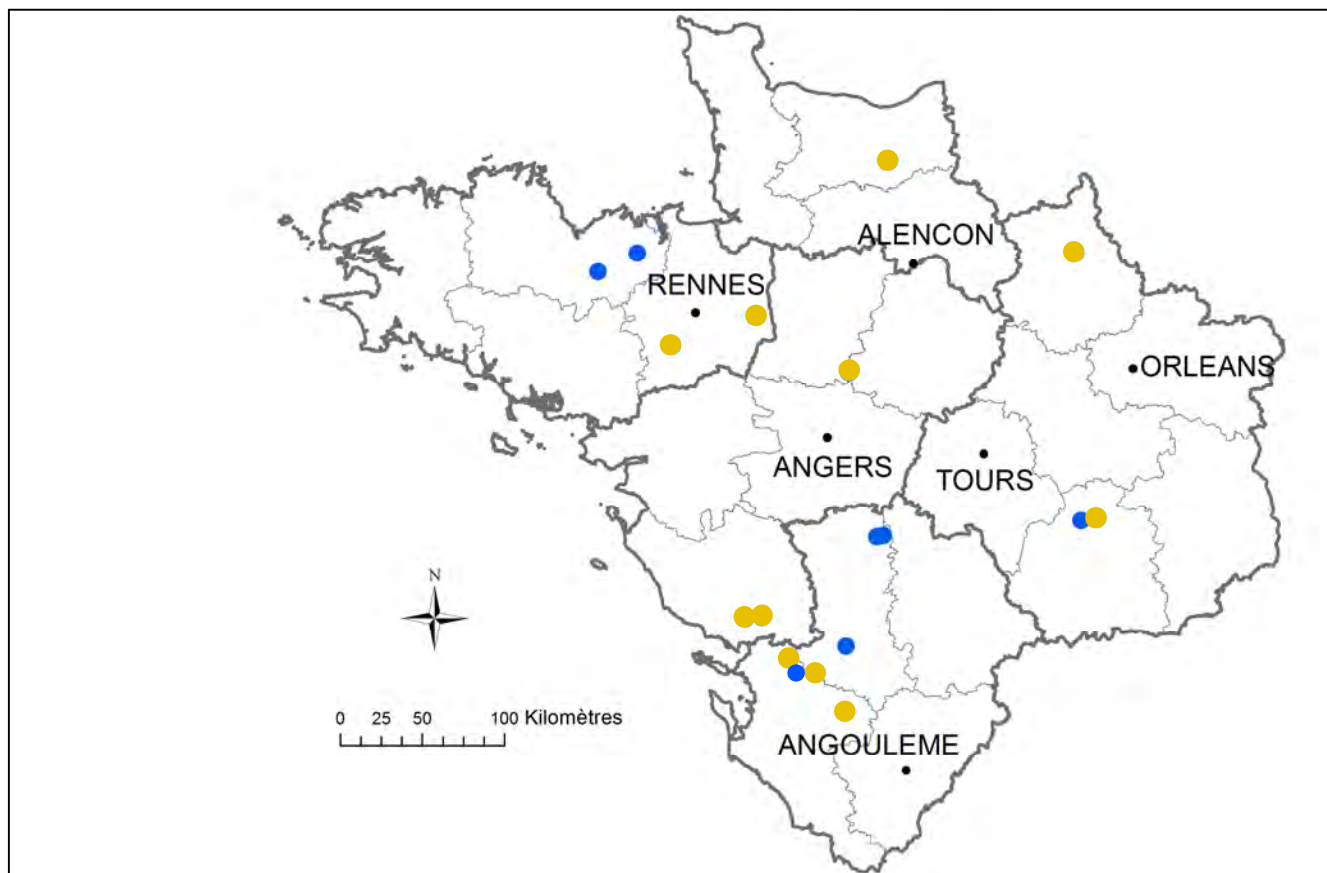 ALENCON
RENNES
ORLEANS
ANGERS
TOURS
N
0 25 50 100 Kilomètres
ANGOULEME